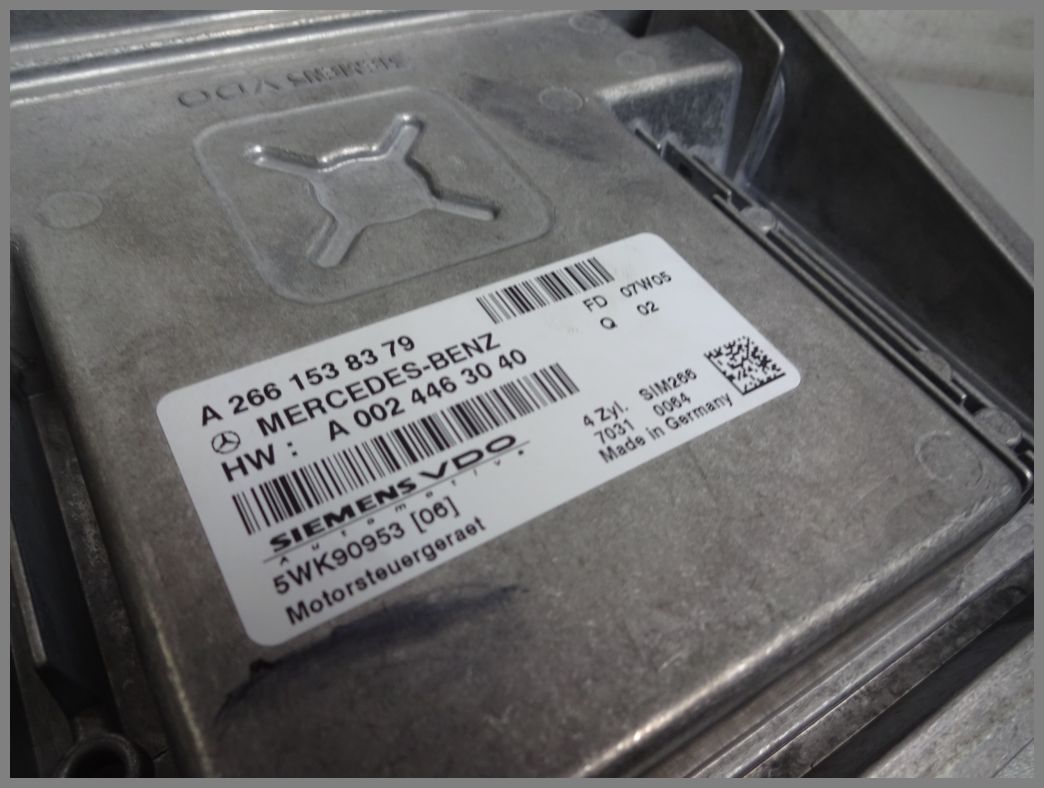 SIEMENS VDO
A 266 153 83 79
MERCEDES-BENZ
HW : A 002 446 30 40
SIEMENS VDO
Automotive
5WK90953 [06]
Motorsteuergeraet
FD 07W05
Q 02
4 Zyl. SIM266
7031 0064
Made in Germany